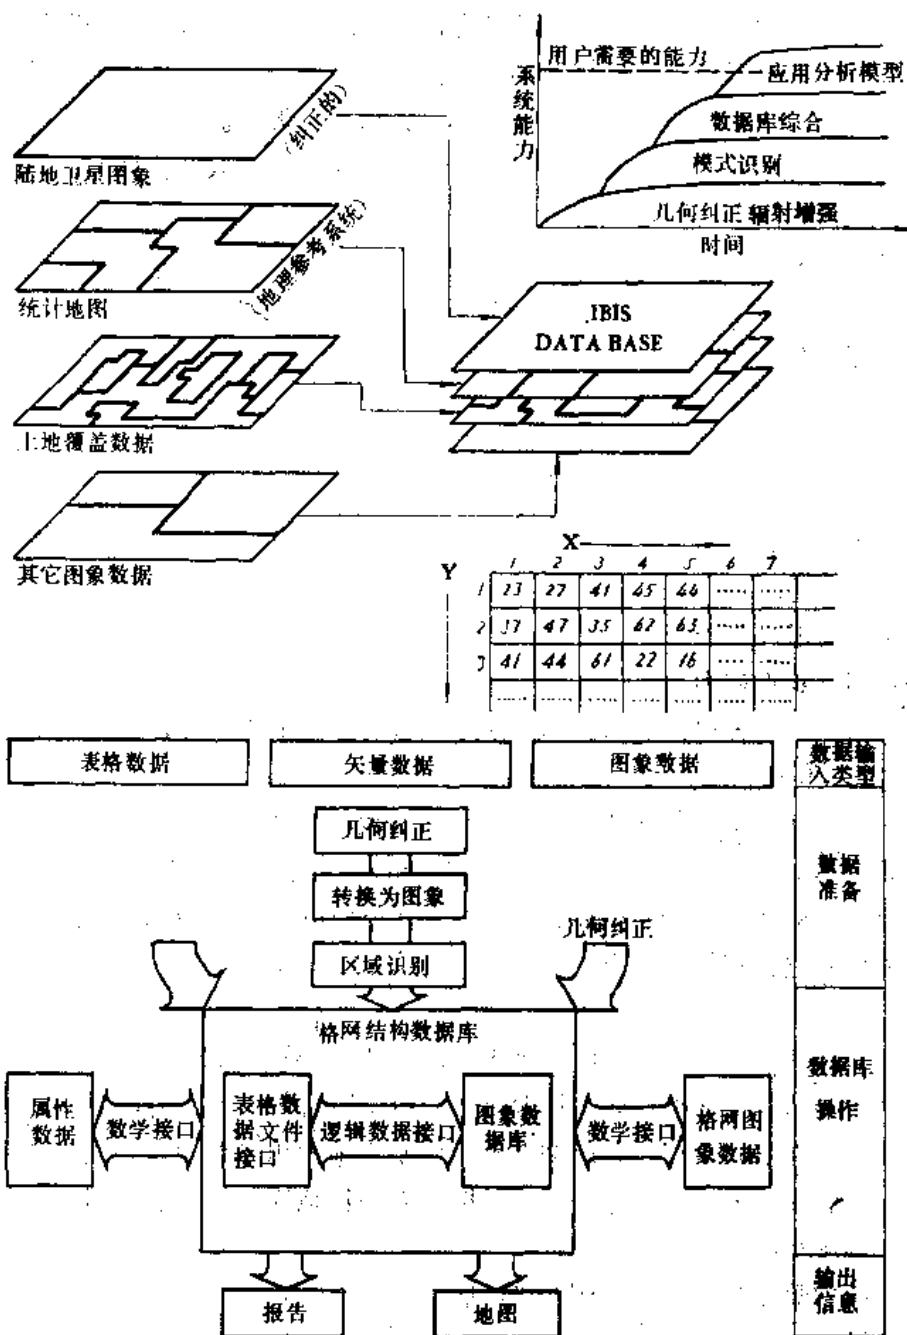 用户需要的能力
应用分析模型
系统能力
数据库综合
模式识别
几何纠正 辐射增强
时间
(纠正的)
陆地卫星图象
(地理参考系统)
统计地图
IBIS
DATA BASE
土地覆盖数据
其它图象数据
X
Y
1 2 3 4 5 6 7
1 23 27 41 45 44 ..... .....
2 37 47 35 62 63 ..... .....
3 41 44 61 22 16 ..... .....
..... ..... ..... ..... ..... ..... .....
表格数据
矢量数据
图象数据
数据输
入类型
几何纠正
转换为图象
区域识别
几何纠正
数据
准备
格网结构数据库
属性
数据
数学接口
表格数
据文件
接口
逻辑数据接口
图象数
据库
数学接口
格网图
象数据
数据库
操作
报告
地图
输出
信息